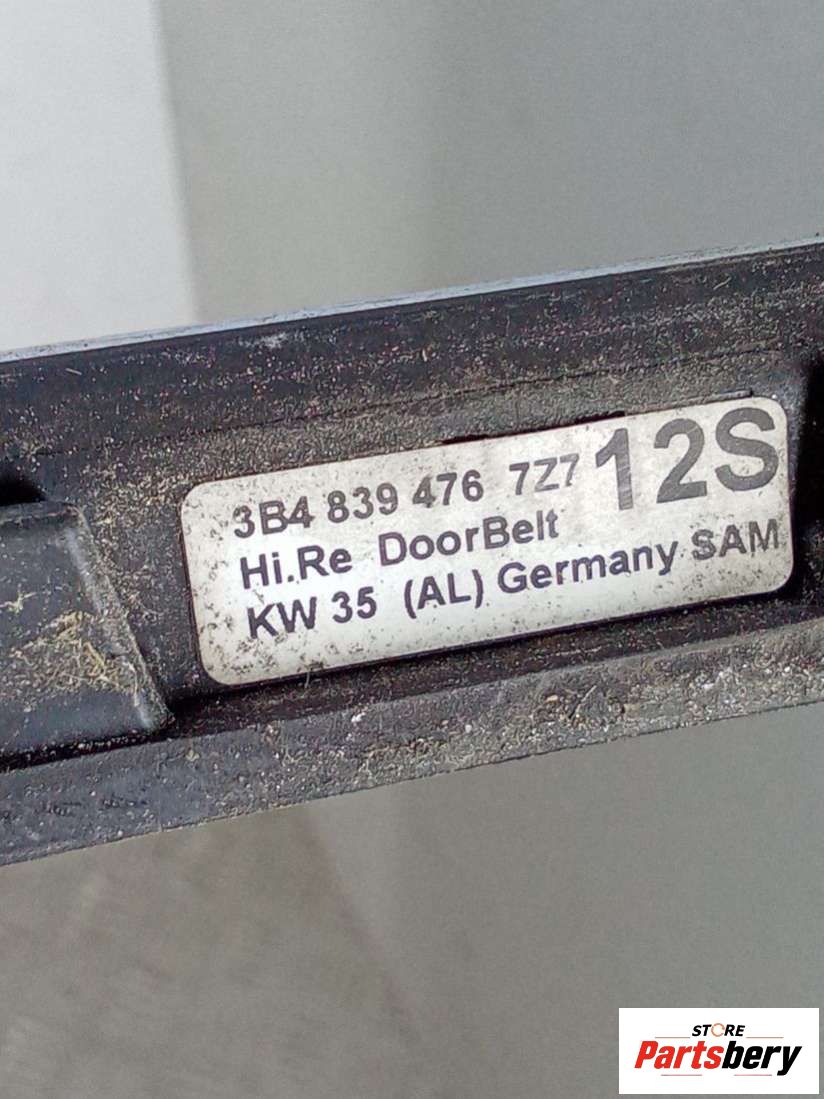 3B4 839 476 7Z7 12S
Hi.Re DoorBelt
KW 35 (AL) Germany SAM
STORE
Partsbery